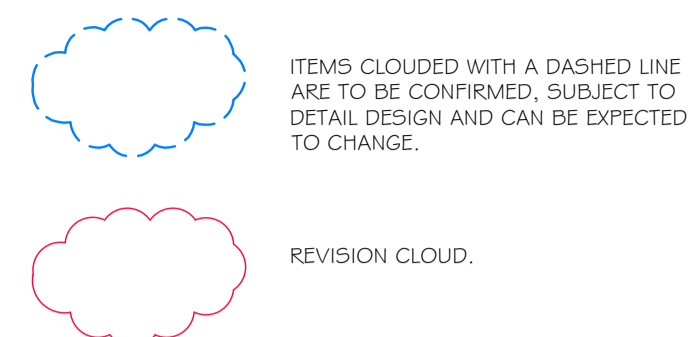 ITEMS CLOUDED WITH A DASHED LINE
ARE TO BE CONFIRMED, SUBJECT TO
DETAIL DESIGN AND CAN BE EXPECTED
TO CHANGE.
REVISION CLOUD.